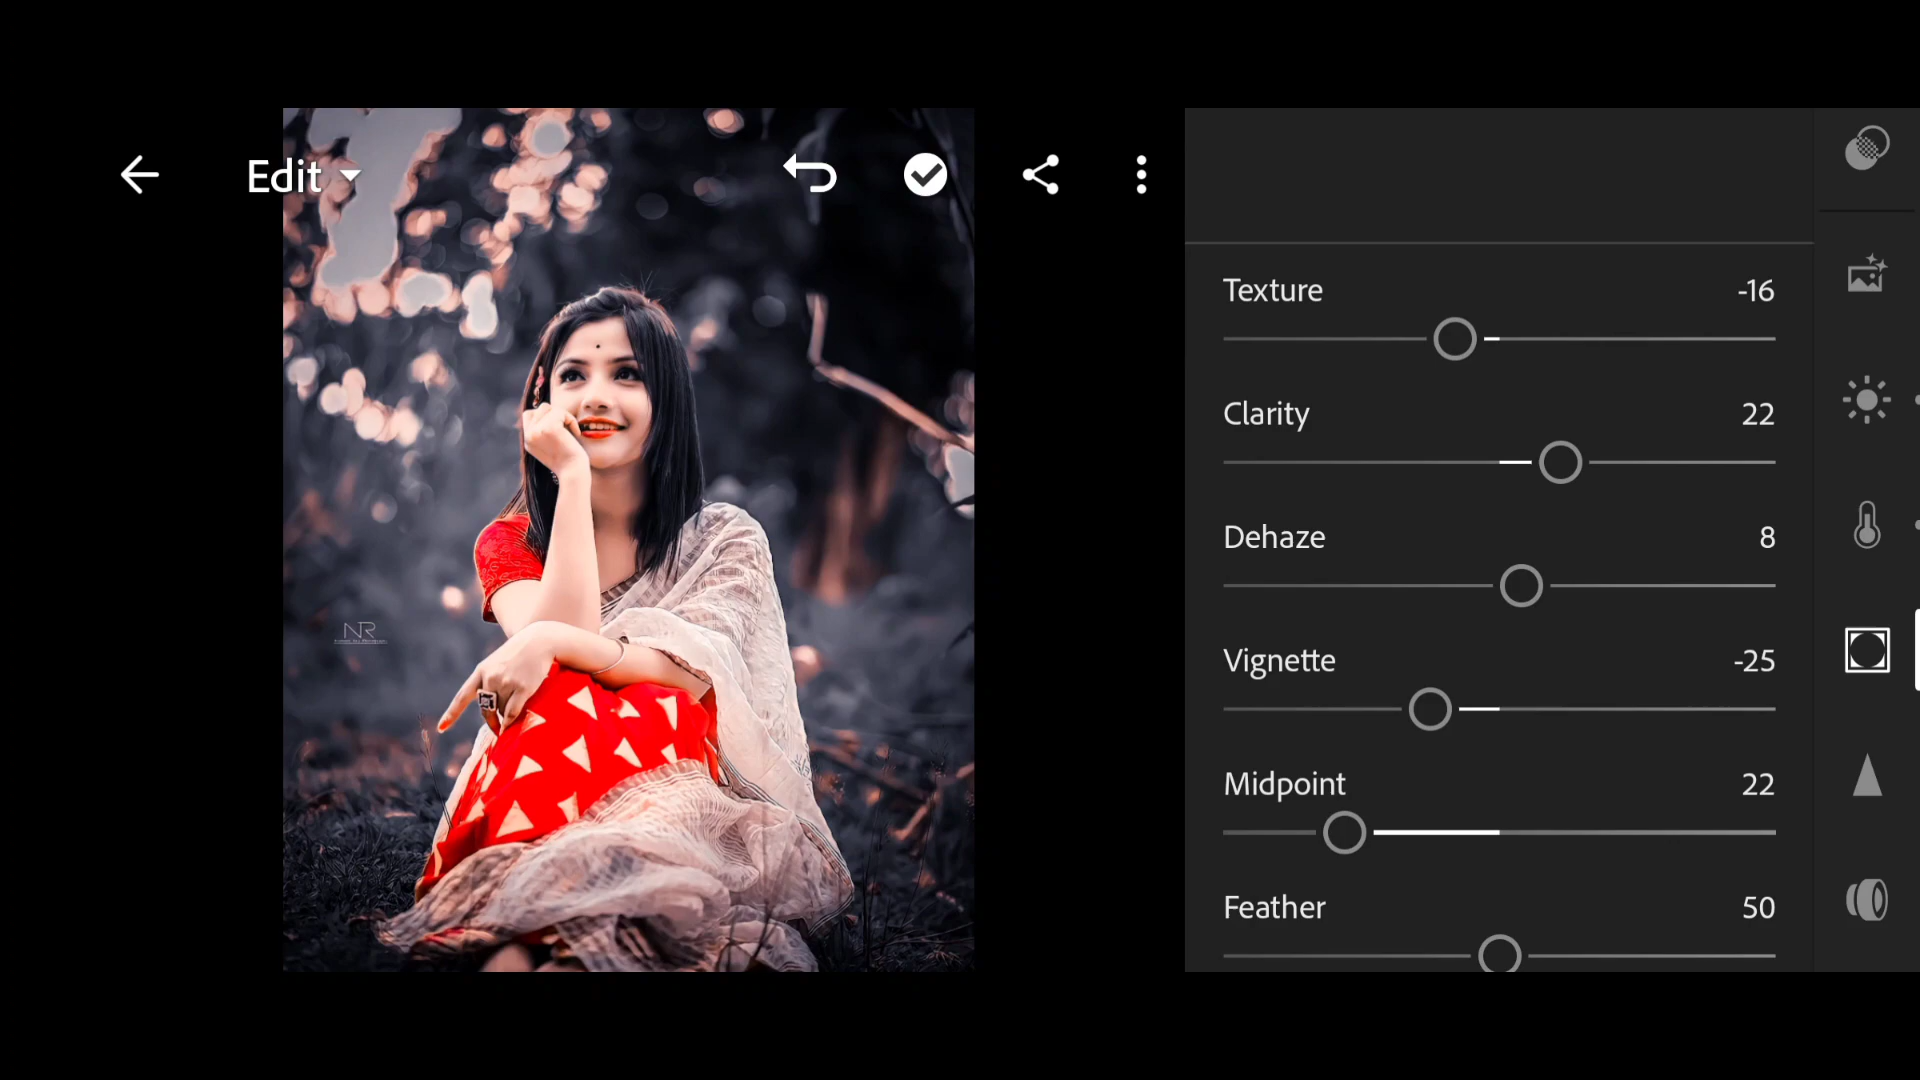 Edit
Texture -16
Clarity 22
Dehaze 8
Vignette -25
Midpoint 22
Feather 50
NR